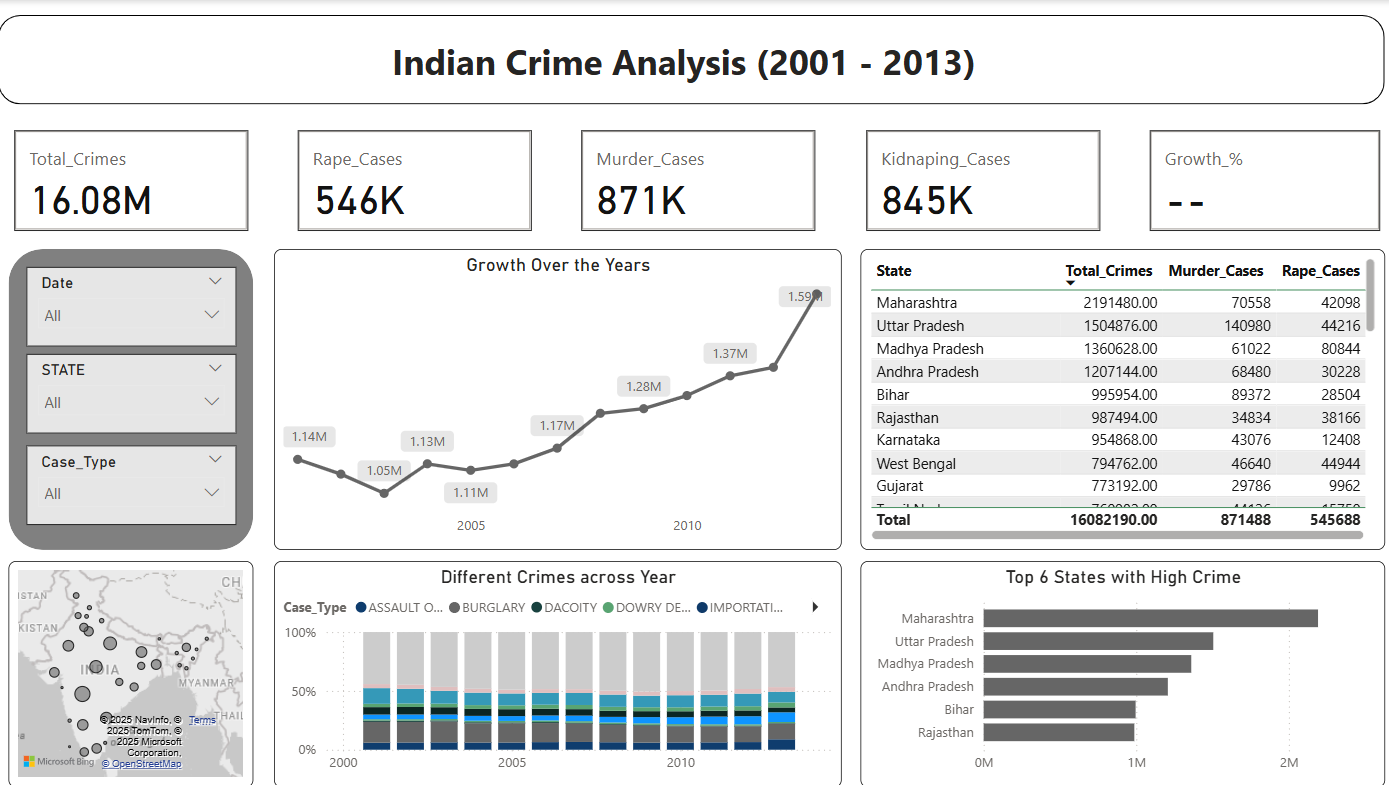 Indian Crime Analysis (2001 - 2013)
Total_Crimes
16.08M
Rape_Cases
546K
Murder_Cases
871K
Kidnaping_Cases
845K
Growth_%
--
Date
All
STATE
All
Case_Type
All
Growth Over the Years
1.14M
1.05M
1.13M
1.11M
1.17M
1.28M
1.37M
1.59M
2005 2010
State Total_Crimes Murder_Cases Rape_Cases
Maharashtra 2191480.00 70558 42098
Uttar Pradesh 1504876.00 140980 44216
Madhya Pradesh 1360628.00 61022 80844
Andhra Pradesh 1207144.00 68480 30228
Bihar 995954.00 89372 28504
Rajasthan 987494.00 34834 38166
Karnataka 954868.00 43076 12408
West Bengal 794762.00 46640 44944
Gujarat 773192.00 29786 9962
Total 16082190.00 871488 545688
CH
ISTAN
KISTAN
INDIA
MYANMAR
THAIL
© 2025 NavInfo, © Terms
2025 TomTom, ©
2025 Microsoft
Corporation,
Microsoft Bing © OpenStreetMap
Different Crimes across Year
Case_Type ASSAULT O... BURGLARY DACOITY DOWRY DE... IMPORTATI...
100%
50%
0%
2000 2005 2010
Top 6 States with High Crime
Maharashtra
Uttar Pradesh
Madhya Pradesh
Andhra Pradesh
Bihar
Rajasthan
0M 1M 2M